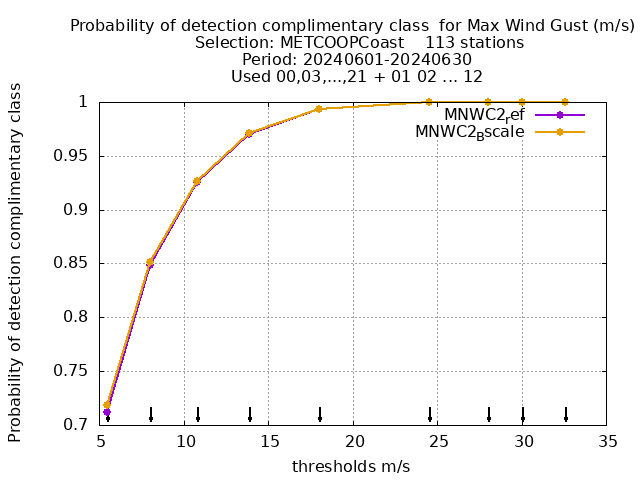 Probability of detection complimentary class  for Max Wind Gust (m/s)
Selection: METCOOPCoast    113 stations
Period: 20240601-20240630
Used 00,03,...,21 + 01 02 ... 12
Probability of detection complimentary class
1
0.95
0.9
0.85
0.8
0.75
0.7
MNWC2ref
MNWC2Bscale
5
10
15
20
25
30
35
thresholds m/s